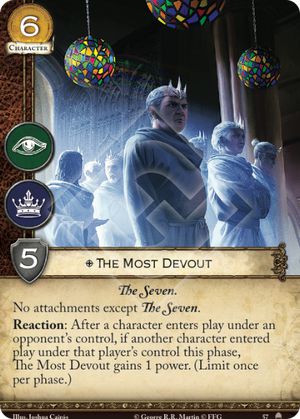 6
CHARACTER
5
THE MOST DEVOUT
The Seven.
No attachments except The Seven.
Reaction: After a character enters play under an
opponent's control, if another character
entered play under that player's control this phase,
The Most Devout gains 1 power. (Limit once
per phase.)
Illus. Joshua Cairós
© George R.R. Martin © FFG
57